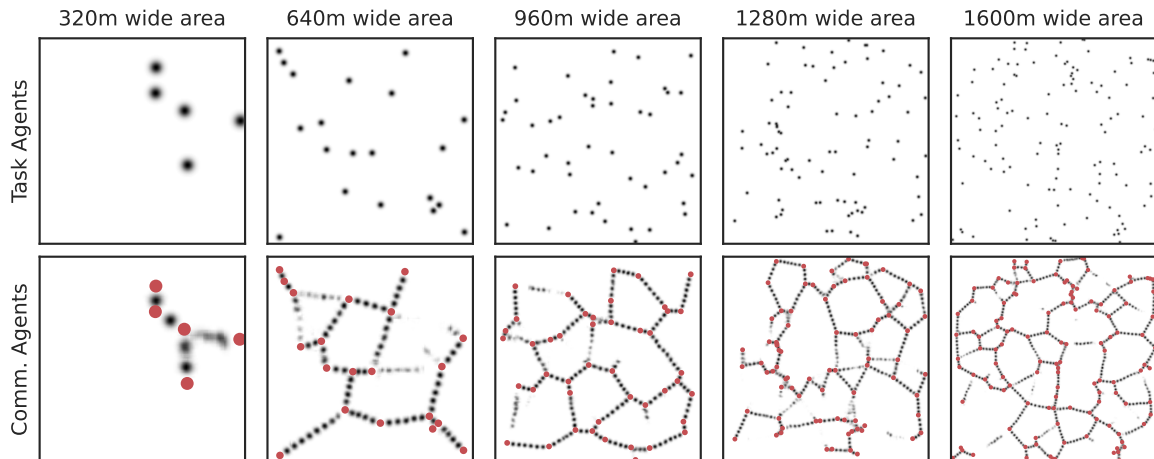 320m wide area
640m wide area
960m wide area
1280m wide area
1600m wide area
Task Agents
Comm. Agents